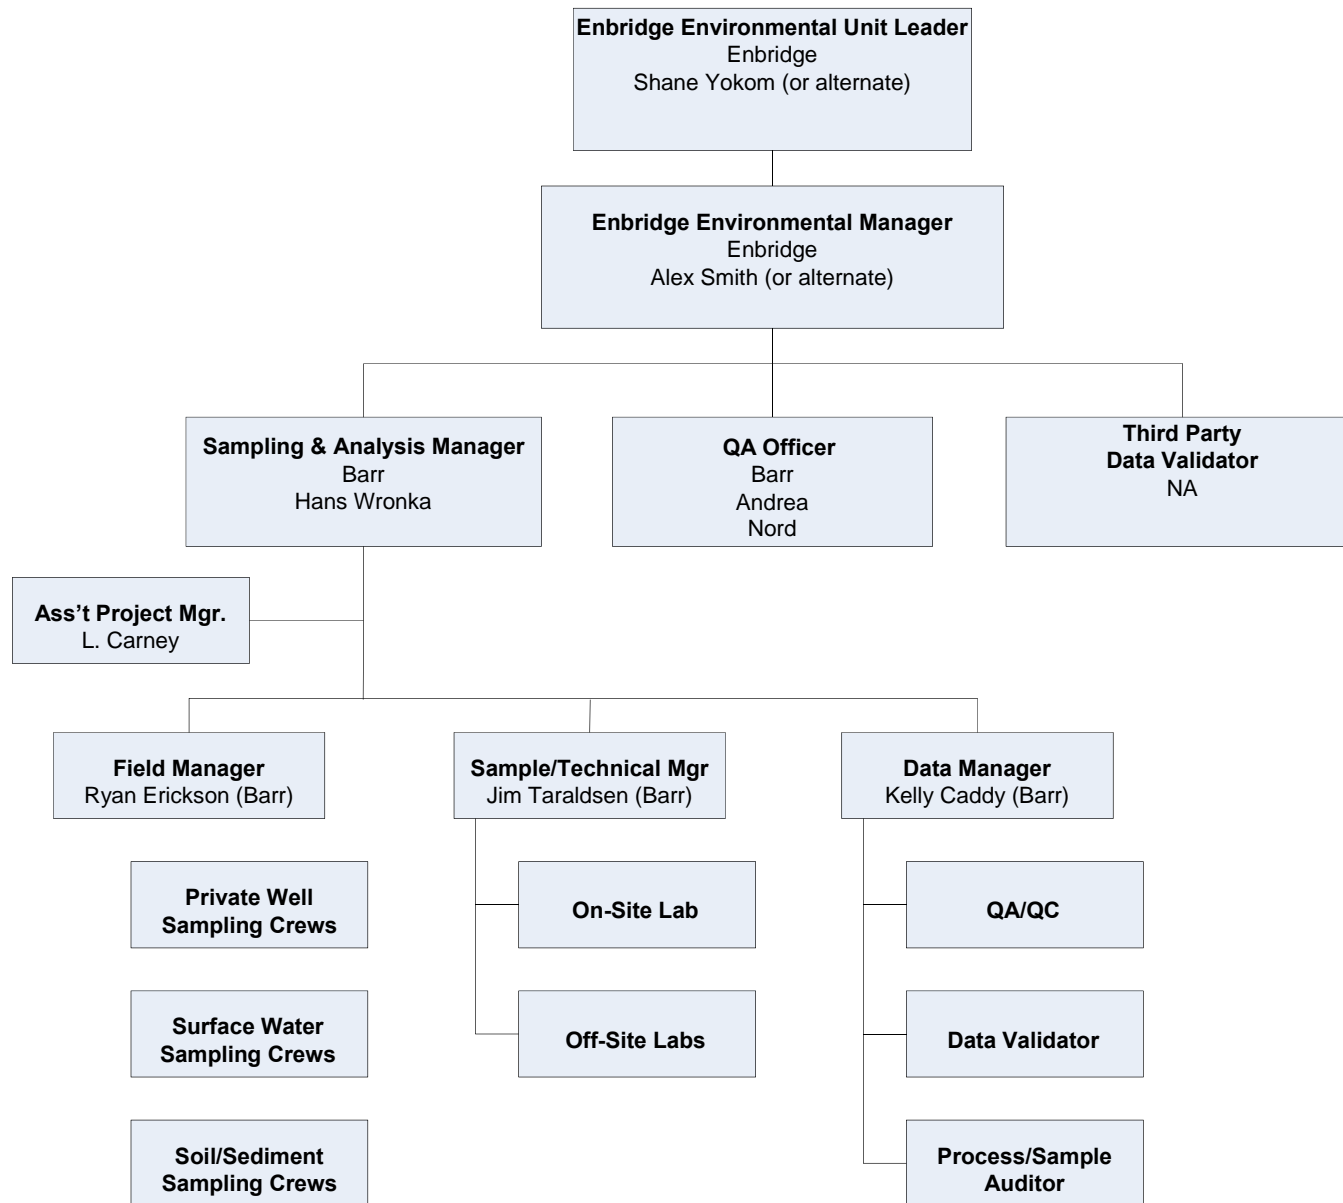 Enbridge Environmental Unit Leader
Enbridge
Shane Yokom (or alternate)
Enbridge Environmental Manager
Enbridge
Alex Smith (or alternate)
Sampling & Analysis Manager
Barr
Hans Wronka
QA Officer
Barr
Andrea
Nord
Third Party
Data Validator
NA
Ass’t Project Mgr.
L. Carney
Field Manager
Ryan Erickson (Barr)
Sample/Technical Mgr
Jim Taraldsen (Barr)
Data Manager
Kelly Caddy (Barr)
Private Well
Sampling Crews
On-Site Lab
QA/QC
Surface Water
Sampling Crews
Off-Site Labs
Data Validator
Soil/Sediment
Sampling Crews
Process/Sample
Auditor